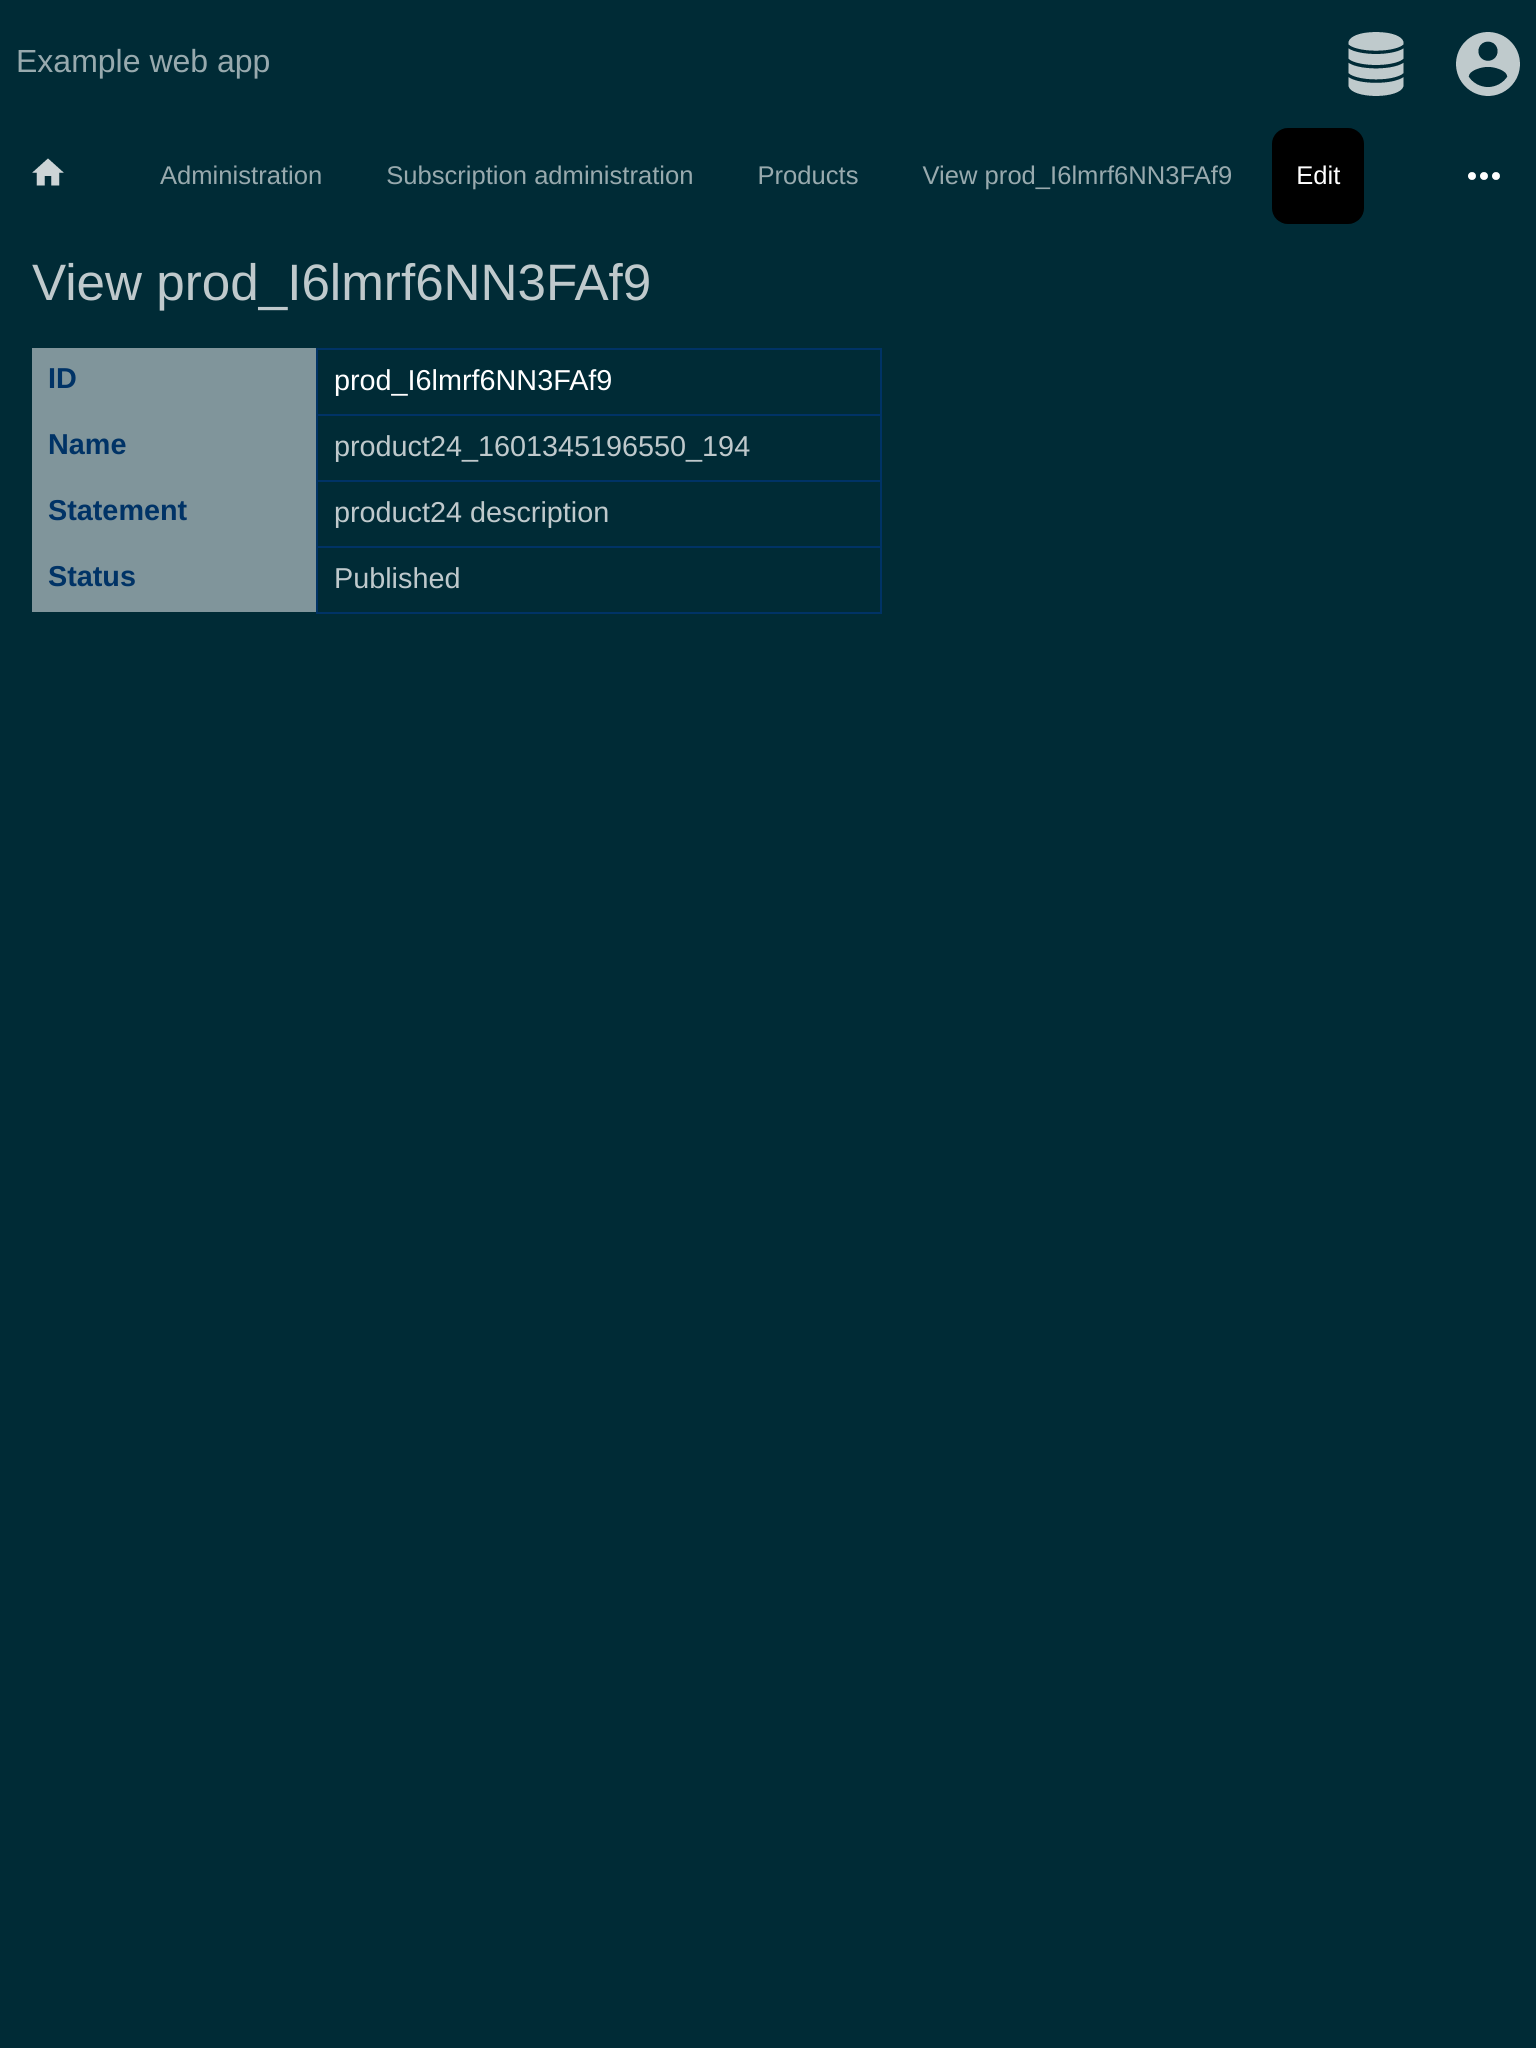 Example web app
Administration Subscription administration Products View prod_I6lmrf6NN3FAf9 Edit
View prod_I6lmrf6NN3FAf9
ID prod_I6lmrf6NN3FAf9
Name product24_1601345196550_194
Statement product24 description
Status Published